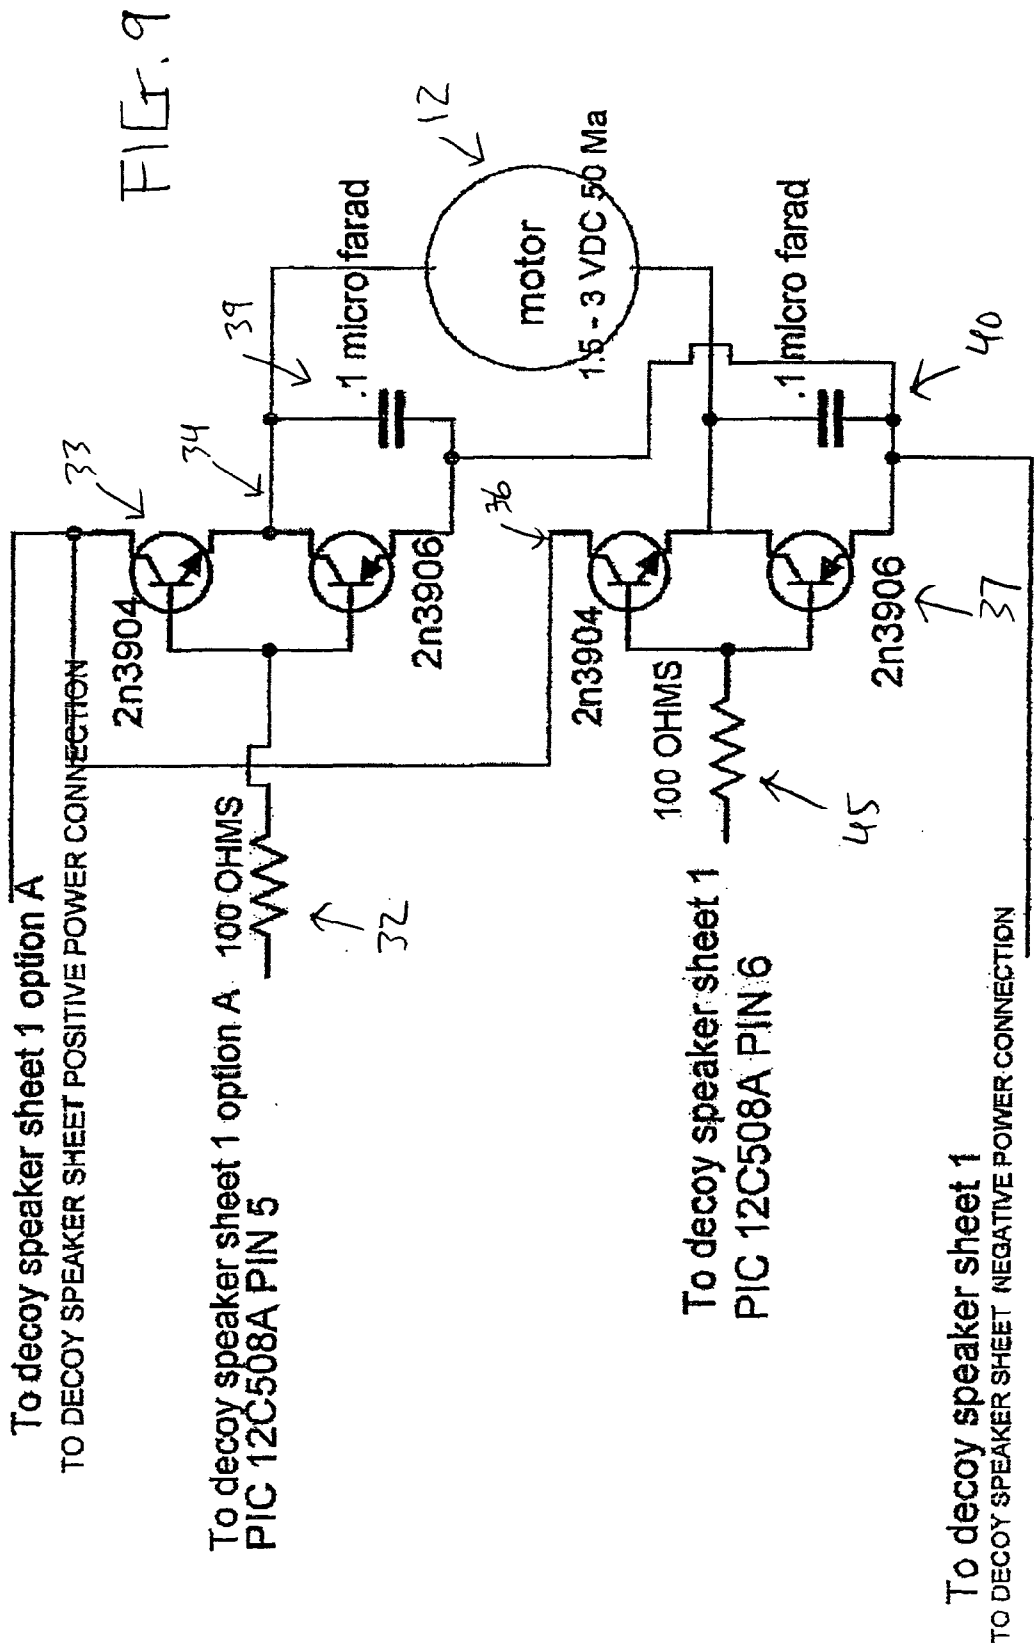 FIG. 9
To decoy speaker sheet 1 option A
TO DECOY SPEAKER SHEET POSITIVE POWER CONNECTION
33
2n3904
34
39
.1 micro farad
12
motor
1.5 - 3 VDC 50 Ma
To decoy speaker sheet 1 option A
PIC 12C508A PIN 5
100 OHMS
32
2n3906
36
2n3904
100 OHMS
45
To decoy speaker sheet 1
PIC 12C508A PIN 6
.1 micro farad
40
2n3906
37
To decoy speaker sheet 1
TO DECOY SPEAKER SHEET NEGATIVE POWER CONNECTION